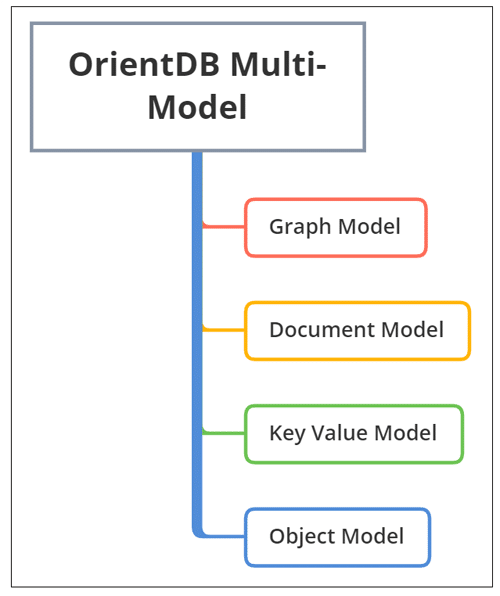 OrientDB Multi-
Model
Graph Model
Document Model
Key Value Model
Object Model